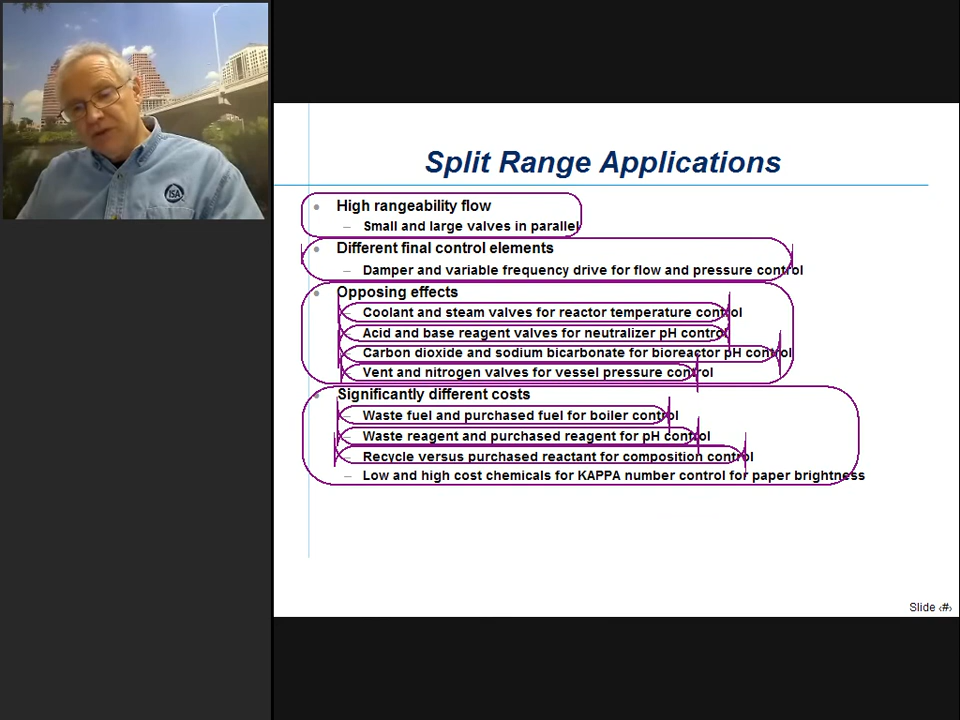 ISA
Split Range Applications
• High rangeability flow
– Small and large valves in parallel
• Different final control elements
– Damper and variable frequency drive for flow and pressure control
• Opposing effects
– Coolant and steam valves for reactor temperature control
– Acid and base reagent valves for neutralizer pH control
– Carbon dioxide and sodium bicarbonate for bioreactor pH control
– Vent and nitrogen valves for vessel pressure control
• Significantly different costs
– Waste fuel and purchased fuel for boiler control
– Waste reagent and purchased reagent for pH control
– Recycle versus purchased reactant for composition control
– Low and high cost chemicals for KAPPA number control for paper brightness
Slide ‹#›